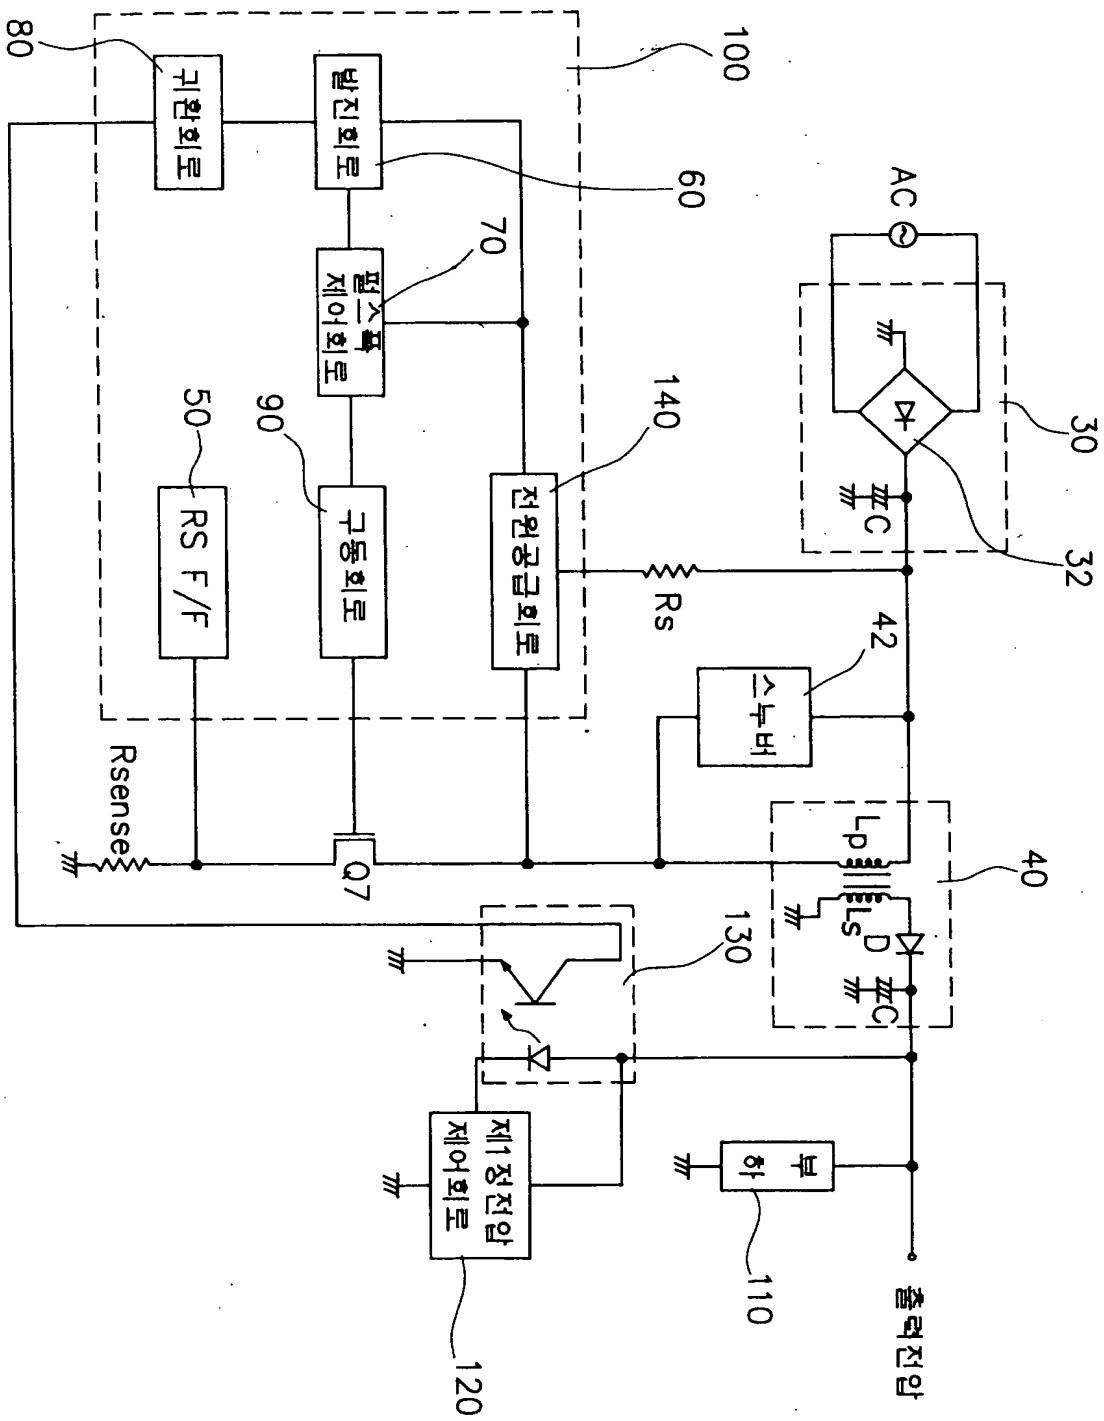 AC
30
32
C
Rs
42
스누버
Lp
Ls
D
C
40
출력전압
부
하
110
100
140
전원공급회로
발진회로
60
펄스폭
제어회로
70
구동회로
90
귀환회로
80
RS F/F
50
Q7
Rsense
130
제1정전압
제어회로
120